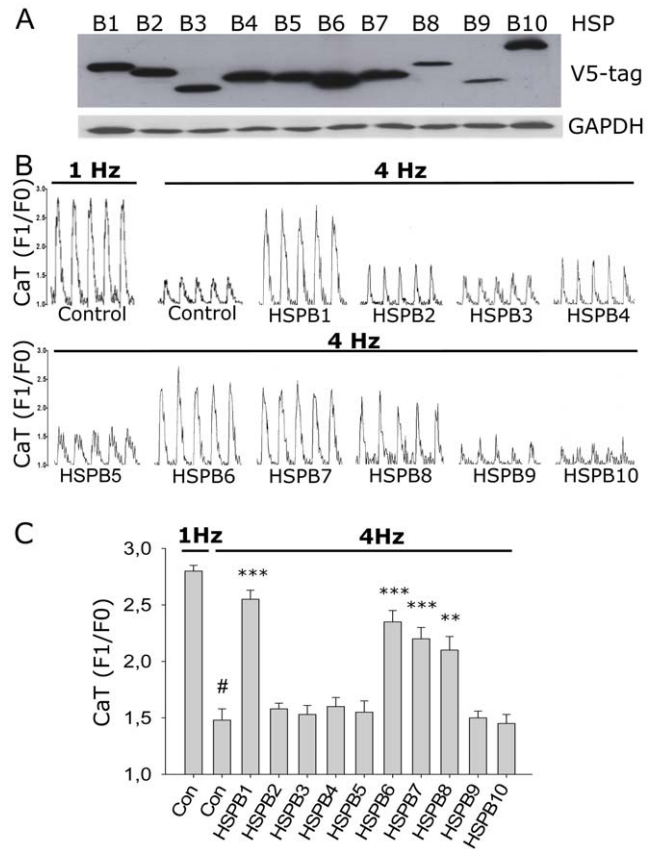 A
B1 B2 B3 B4 B5 B6 B7 B8 B9 B10 HSP
V5-tag
GAPDH
B
1 Hz 4 Hz
CaT (F1/F0)
3.0
2.5
2.0
1.5
1.0
Control Control HSPB1 HSPB2 HSPB3 HSPB4
4 Hz
CaT (F1/F0)
3.0
2.5
2.0
1.5
1.0
HSPB5 HSPB6 HSPB7 HSPB8 HSPB9 HSPB10
C
1Hz 4Hz
CaT (F1/F0)
3,0
2,5
2,0
1,5
1,0
# *** *** *** **
Con Con HSPB1 HSPB2 HSPB3 HSPB4 HSPB5 HSPB6 HSPB7 HSPB8 HSPB9 HSPB10